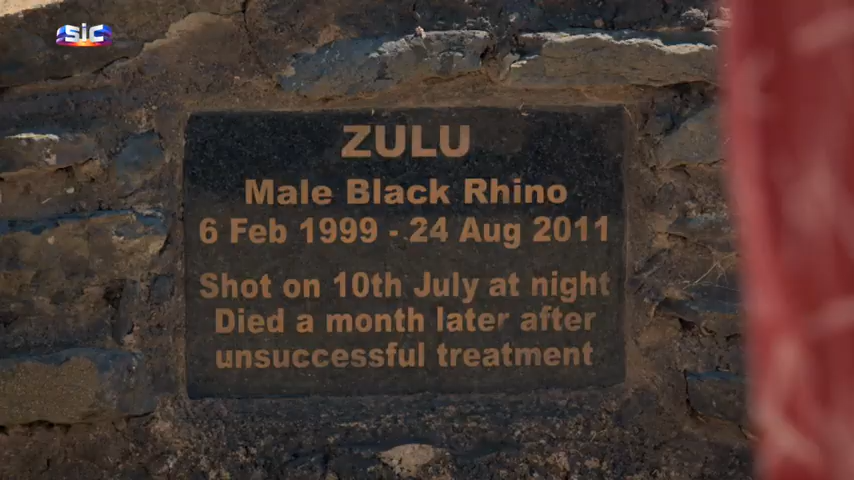 SIC
ZULU
Male Black Rhino
6 Feb 1999 - 24 Aug 2011
Shot on 10th July at night
Died a month later after
unsuccessful treatment